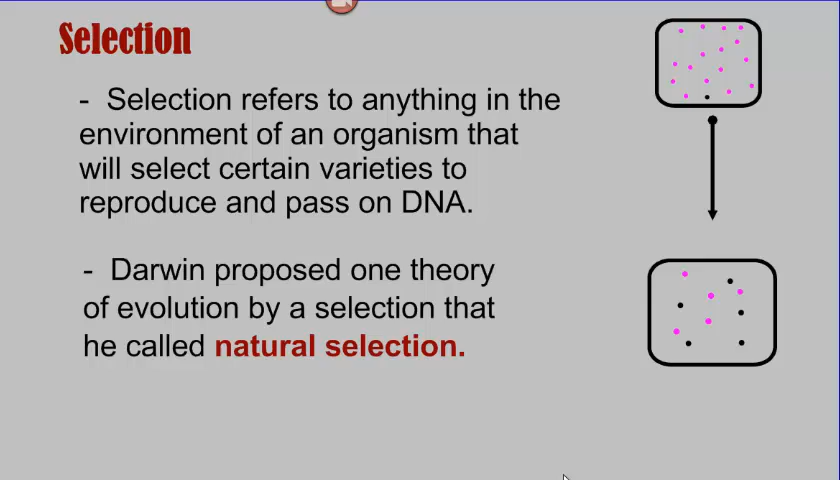 Selection
- Selection refers to anything in the
environment of an organism that
will select certain varieties to
reproduce and pass on DNA.
- Darwin proposed one theory
of evolution by a selection that
he called natural selection.